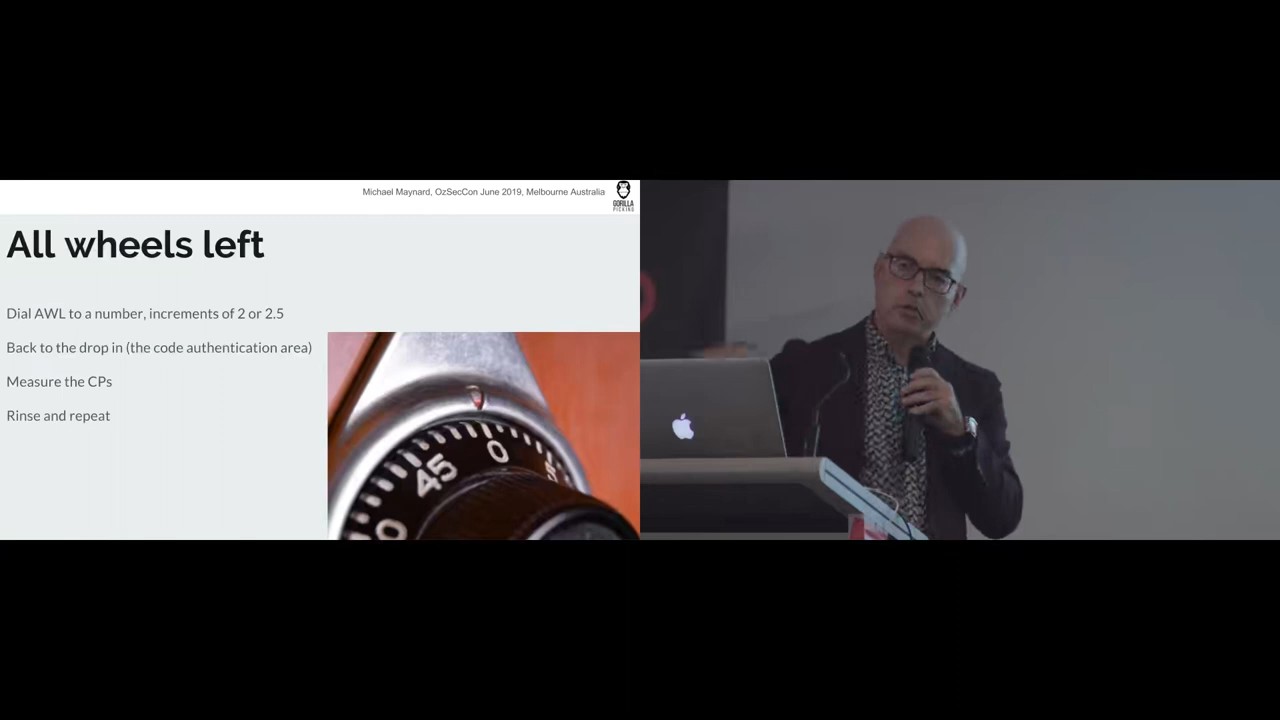 Michael Maynard, OzSecCon June 2019, Melbourne Australia
GORILLA
PICKING
All wheels left
Dial AWL to a number, increments of 2 or 2.5
Back to the drop in (the code authentication area)
Measure the CPs
Rinse and repeat
45
0
5